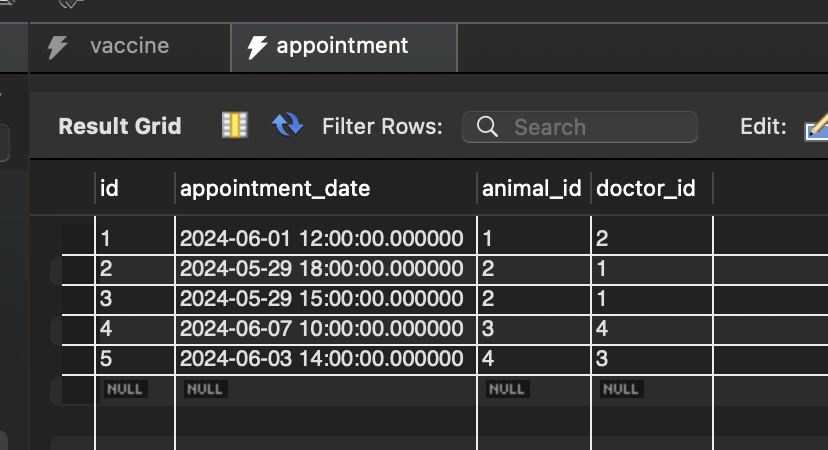 vaccine appointment
Result Grid Filter Rows: Search Edit:
id appointment_date animal_id doctor_id
1 2024-06-01 12:00:00.000000 1 2
2 2024-05-29 18:00:00.000000 2 1
3 2024-05-29 15:00:00.000000 2 1
4 2024-06-07 10:00:00.000000 3 4
5 2024-06-03 14:00:00.000000 4 3
NULL NULL NULL NULL